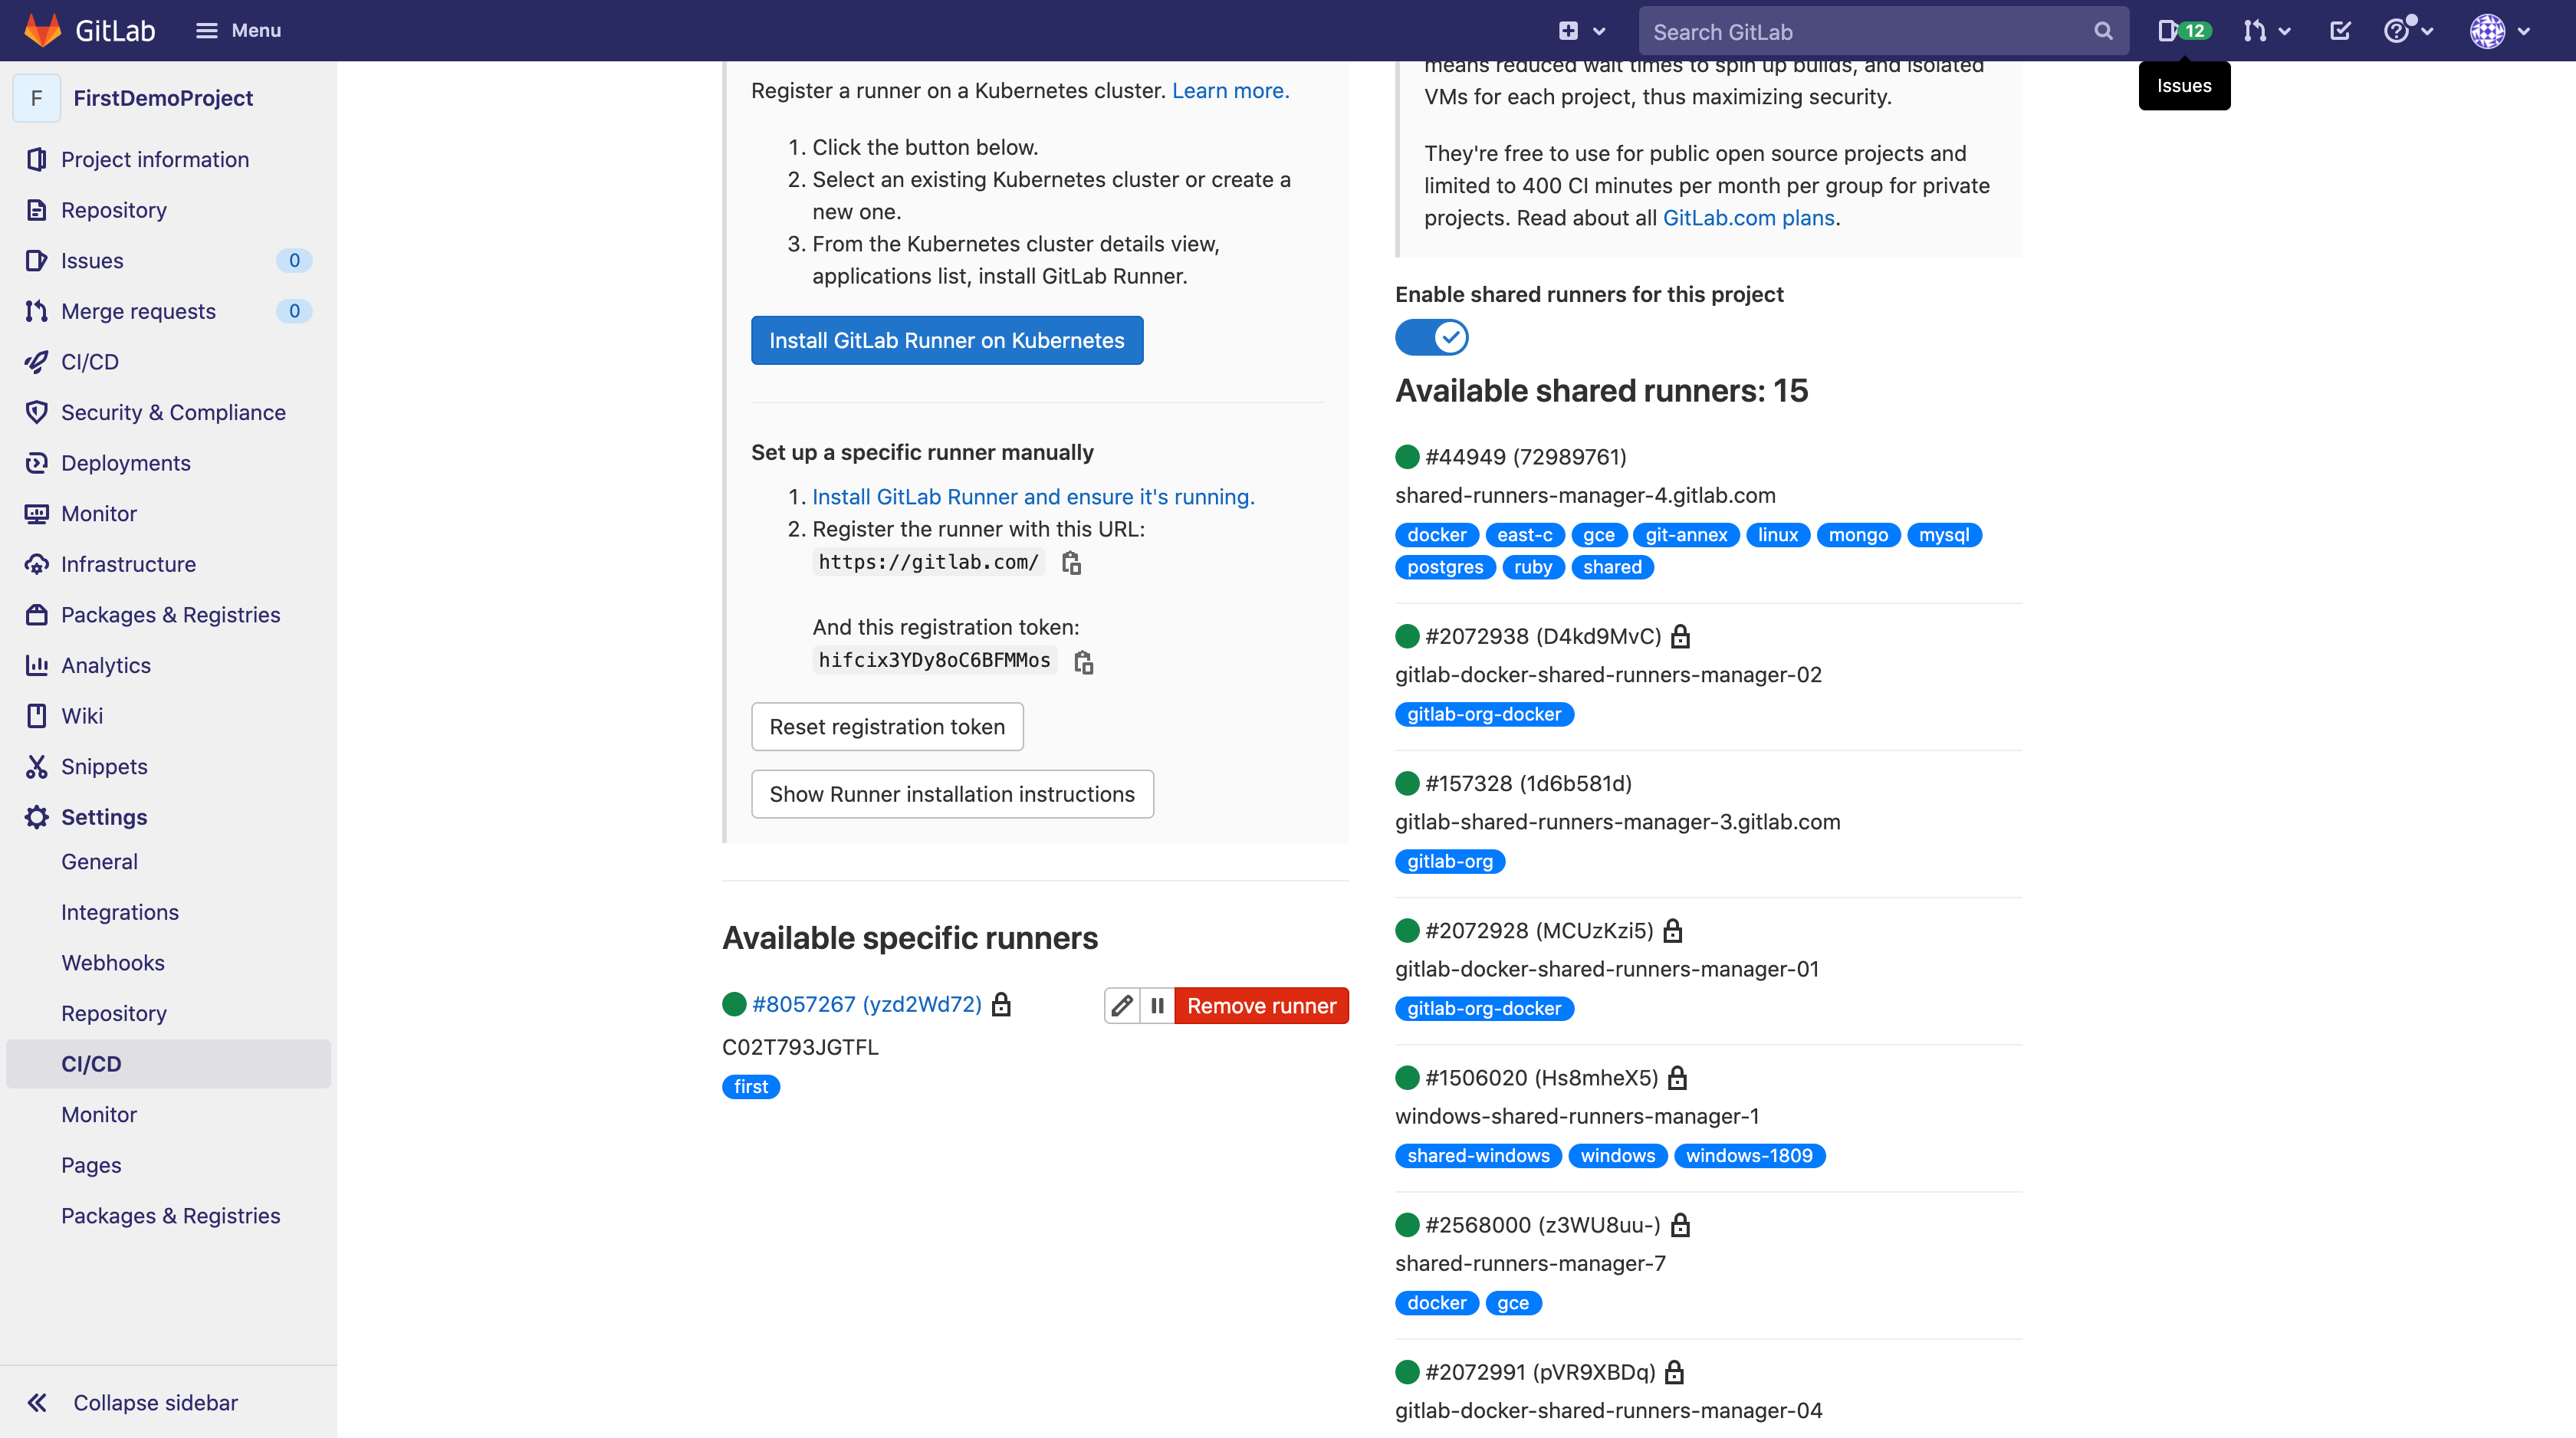 GitLab
Menu
Search GitLab
12
Issues
F
FirstDemoProject
Project information
Repository
Issues
0
Merge requests
0
CI/CD
Security & Compliance
Deployments
Monitor
Infrastructure
Packages & Registries
Analytics
Wiki
Snippets
Settings
General
Integrations
Webhooks
Repository
CI/CD
Monitor
Pages
Packages & Registries
Collapse sidebar
Register a runner on a Kubernetes cluster. Learn more.
1. Click the button below.
2. Select an existing Kubernetes cluster or create a
new one.
3. From the Kubernetes cluster details view,
applications list, install GitLab Runner.
Install GitLab Runner on Kubernetes
Set up a specific runner manually
1. Install GitLab Runner and ensure it's running.
2. Register the runner with this URL:
https://gitlab.com/
And this registration token:
hifcix3YDy8oC6BFMMos
Reset registration token
Show Runner installation instructions
Available specific runners
#8057267 (yzd2Wd72)
Remove runner
C02T793JGTFL
first
means reduced wait times to spin up builds, and isolated
VMs for each project, thus maximizing security.
They're free to use for public open source projects and
limited to 400 CI minutes per month per group for private
projects. Read about all GitLab.com plans.
Enable shared runners for this project
Available shared runners: 15
#44949 (72989761)
shared-runners-manager-4.gitlab.com
docker east-c gce git-annex linux mongo mysql
postgres ruby shared
#2072938 (D4kd9MvC)
gitlab-docker-shared-runners-manager-02
gitlab-org-docker
#157328 (1d6b581d)
gitlab-shared-runners-manager-3.gitlab.com
gitlab-org
#2072928 (MCUzKzi5)
gitlab-docker-shared-runners-manager-01
gitlab-org-docker
#1506020 (Hs8mheX5)
windows-shared-runners-manager-1
shared-windows windows windows-1809
#2568000 (z3WU8uu-)
shared-runners-manager-7
docker gce
#2072991 (pVR9XBDq)
gitlab-docker-shared-runners-manager-04